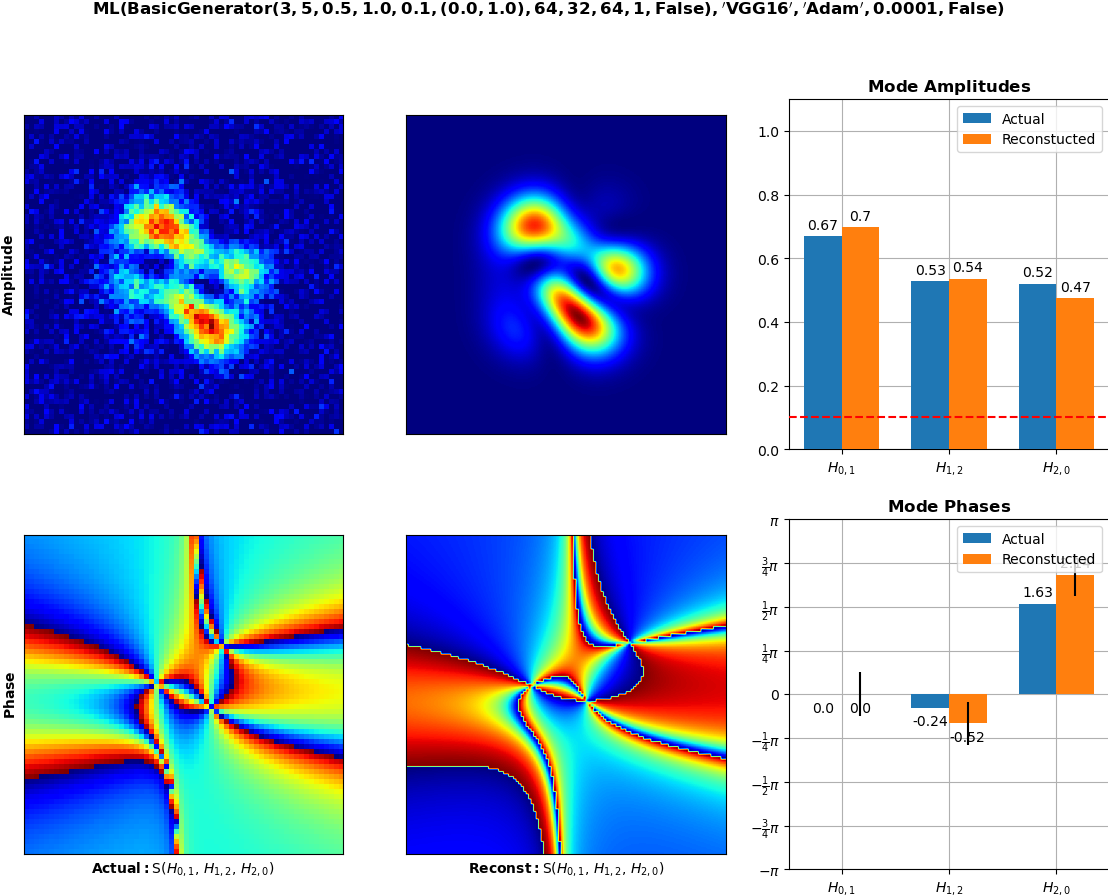 ML(BasicGenerator(3, 5, 0.5, 1.0, 0.1, (0.0, 1.0), 64, 32, 64, 1, False), ′VGG16′, ′Adam′, 0.0001, False)
Mode Amplitudes
Amplitude
Actual
Reconstucted
1.0
0.8
0.6
0.4
0.2
0.0
0.67
0.7
0.53
0.54
0.52
0.47
H0,1
H1,2
H2,0
Mode Phases
Phase
Actual
Reconstucted
π
3/4π
1/2π
1/4π
0
−1/4π
−1/2π
−3/4π
−π
0.0
0.0
-0.24
-0.52
1.63
H0,1
H1,2
H2,0
Actual: S(H0,1, H1,2, H2,0)
Reconst: S(H0,1, H1,2, H2,0)